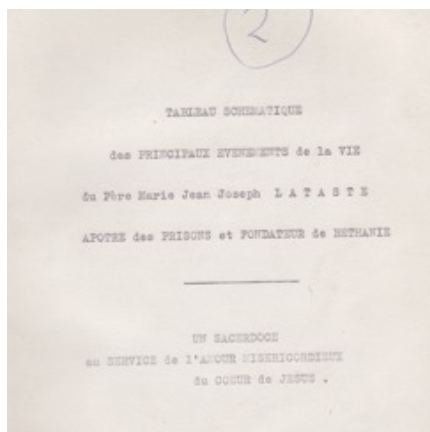 2
TABLEAU SCHEMATIQUE
des PRINCIPAUX EVENEMENTS de la VIE
du Père Marie Jean Joseph L A T A S T E
APOTRE des PRISONS et FONDATEUR de BETHANIE
UN SACERDOCE
au SERVICE de l'AMOUR MISERICORDIEUX
du COEUR de JESUS .